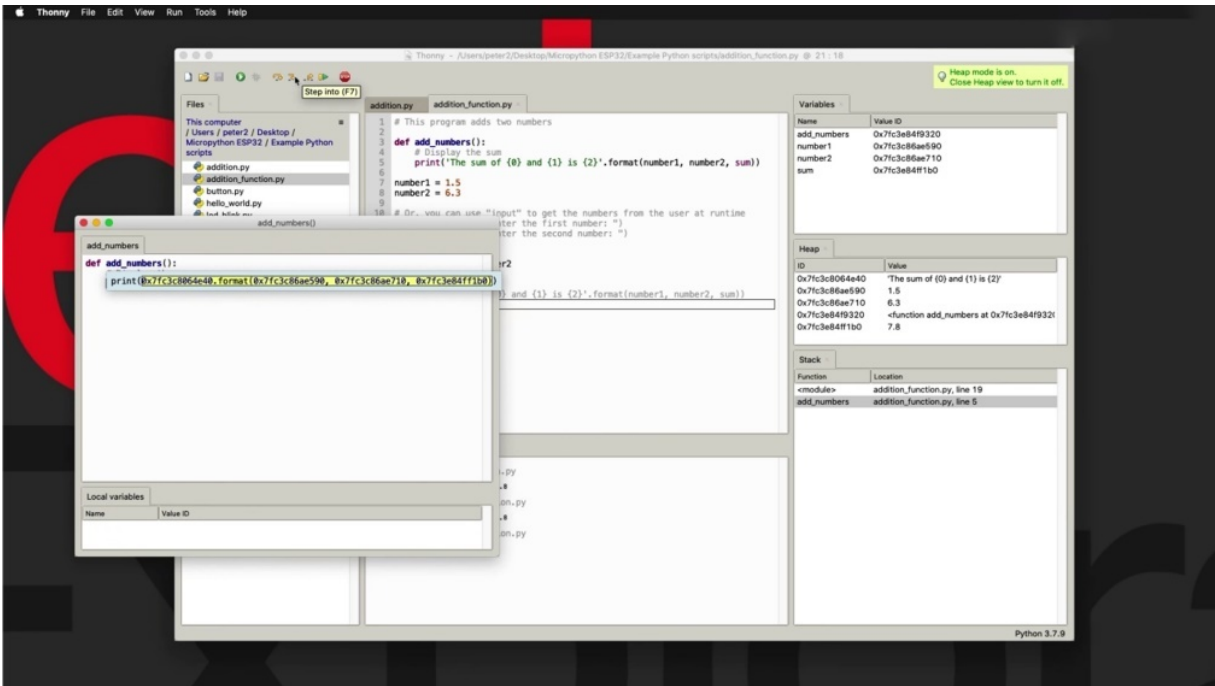 Thonny File Edit View Run Tools Help
Thonny - /Users/peter2/Desktop/Micropython ESP32/Example Python scripts/addition_function.py @ 21 : 16
Heap mode is on.
Close Heap view to turn it off.
Step into (F7)
Files
This computer
/ Users / peter2 / Desktop /
Micropython ESP32 / Example Python
scripts
addition.py
addition_function.py
button.py
hello_world.py
addition.py addition_function.py
1 # This program adds two numbers
2
3 def add_numbers():
4 # Display the sum
5 print('The sum of {0} and {1} is {2}'.format(number1, number2, sum))
6
7 number1 = 1.5
8 number2 = 6.3
9
10 # Or, you can use "input" to get the numbers from the user at runtime
ter the first number: ")
ter the second number: ")
er2
} and {1} is {2}'.format(number1, number2, sum))
add_numbers()
add_numbers
def add_numbers():
print(0x7fc3c8064e40.format(0x7fc3c86ae590, 0x7fc3c86ae710, 0x7fc3e84ff1b0))
Local variables
Name Value ID
n.py
.8
on.py
.8
on.py
Variables
Name Value ID
add_numbers 0x7fc3e84f9320
number1 0x7fc3c86ae590
number2 0x7fc3c86ae710
sum 0x7fc3e84ff1b0
Heap
ID Value
0x7fc3c8064e40 'The sum of {0} and {1} is {2}'
0x7fc3c86ae590 1.5
0x7fc3c86ae710 6.3
0x7fc3e84f9320 <function add_numbers at 0x7fc3e84f9320
0x7fc3e84ff1b0 7.8
Stack
Function Location
<module> addition_function.py, line 19
add_numbers addition_function.py, line 5
Python 3.7.9